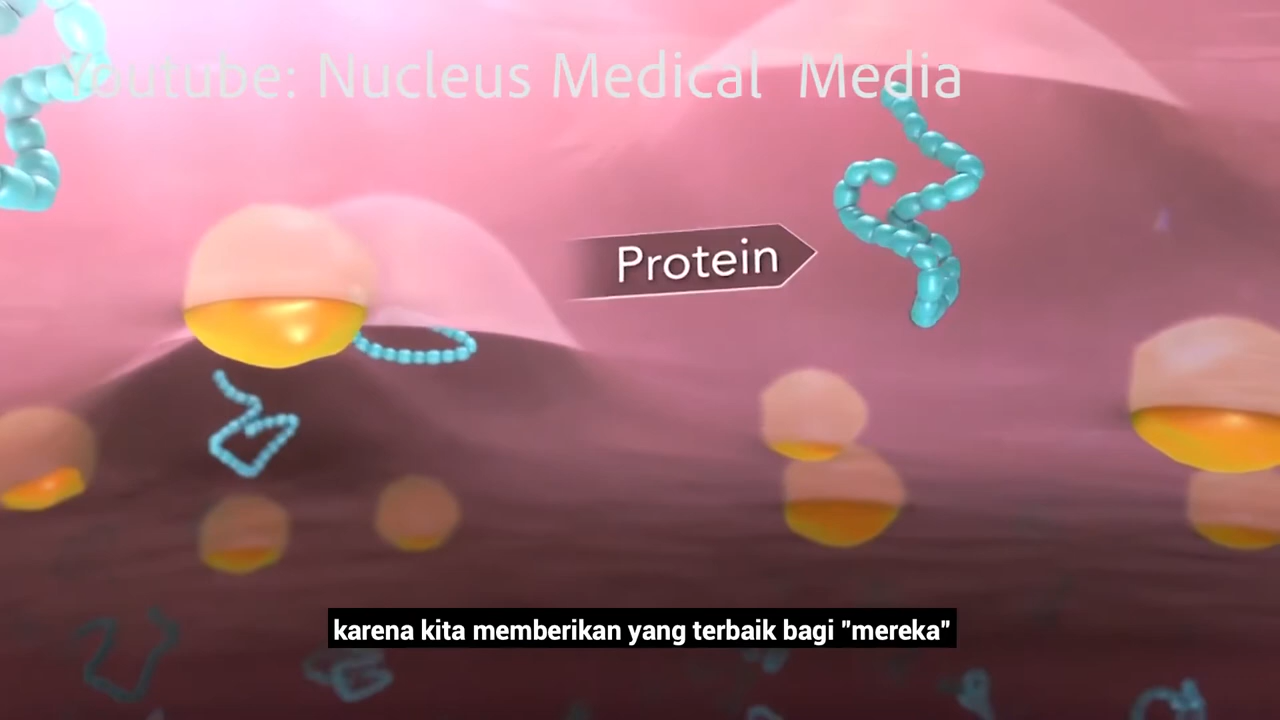 Youtube: Nucleus Medical  Media
Protein
karena kita memberikan yang terbaik bagi "mereka"